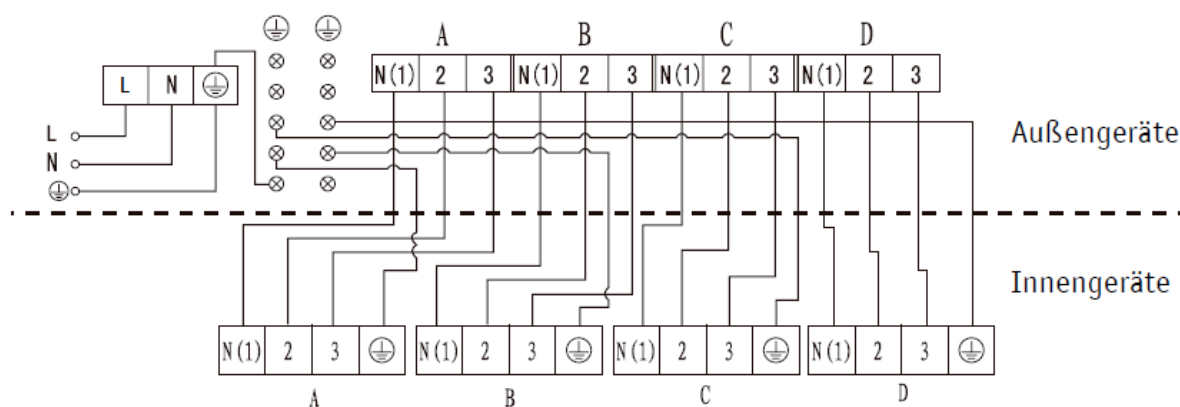 A B C D
N(1) 2 3 N(1) 2 3 N(1) 2 3 N(1) 2 3
L N
L
N
Außengeräte
Innengeräte
N(1) 2 3 N(1) 2 3 N(1) 2 3 N(1) 2 3
A B C D